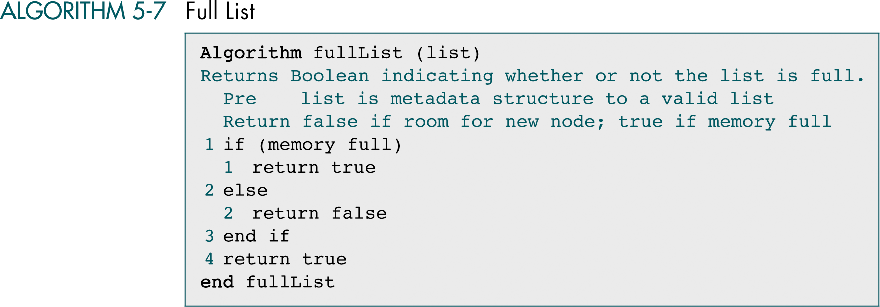 ALGORITHM 5-7 Full List
Algorithm fullList (list)
Returns Boolean indicating whether or not the list is full.
Pre list is metadata structure to a valid list
Return false if room for new node; true if memory full
1 if (memory full)
1 return true
2 else
2 return false
3 end if
4 return true
end fullList